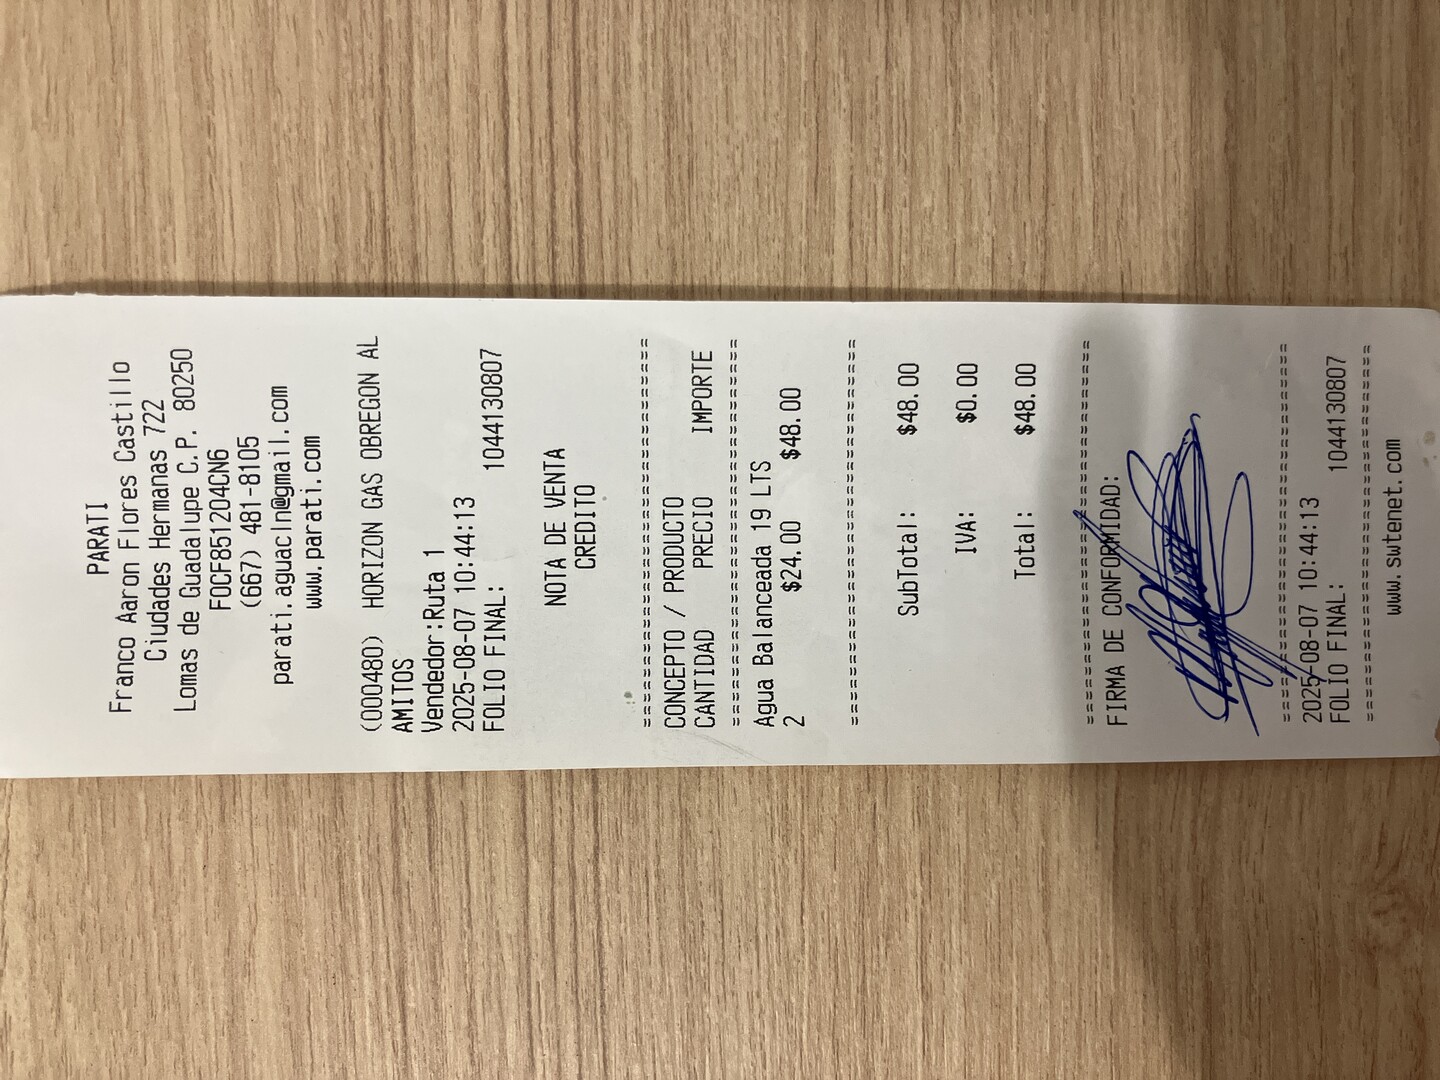 PARATI
Franco Aaron Flores Castillo
Ciudades Hermanas 722
Lomas de Guadalupe C.P. 80250
FOCF851204CN6
(667) 481-8105
parati.aguacln@gmail.com
www.parati.com
(000480) HORIZON GAS OBREGON AL
AMITOS
Vendedor:Ruta 1
2025-08-07 10:44:13
FOLIO FINAL: 1044130807
NOTA DE VENTA
CREDITO
===============================
CONCEPTO / PRODUCTO
CANTIDAD PRECIO IMPORTE
===============================
Agua Balanceada 19 LTS
2 $24.00 $48.00
===============================
SubTotal: $48.00
IVA: $0.00
Total: $48.00
===============================
FIRMA DE CONFORMIDAD:
===============================
2025-08-07 10:44:13
FOLIO FINAL: 1044130807
===============================
www.swtenet.com